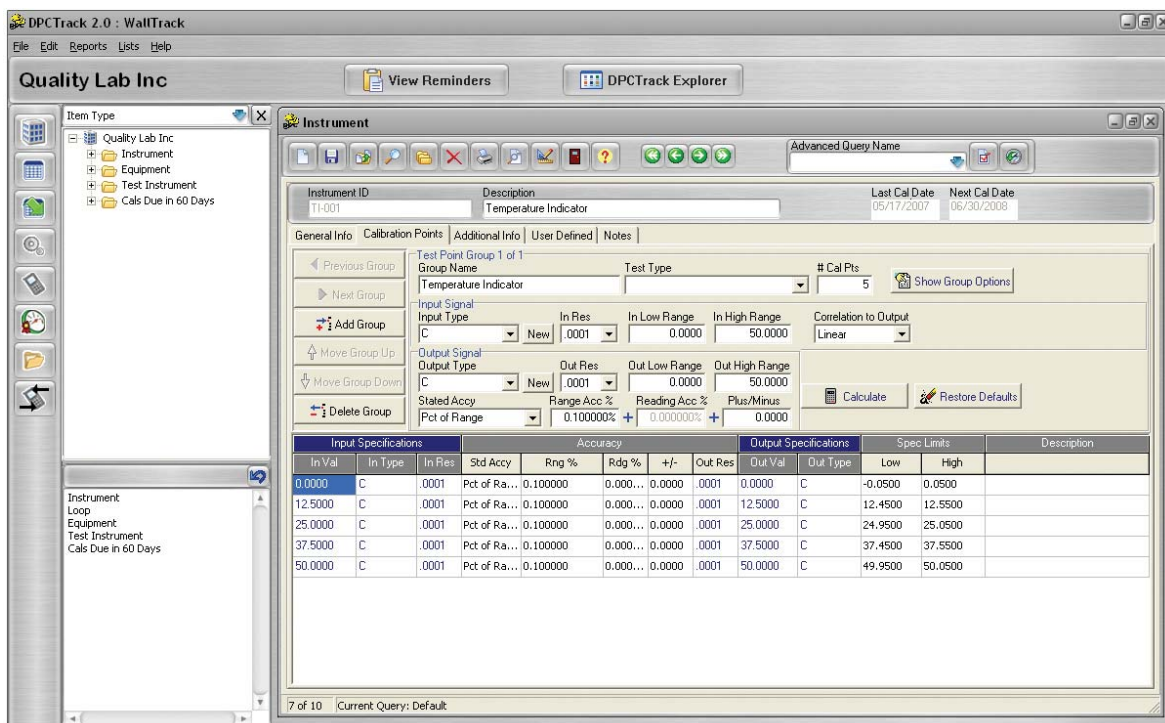 DPCTrack 2.0 : WallTrack
File Edit Reports Lists Help
Quality Lab Inc
View Reminders
DPCTrack Explorer
Item Type
Quality Lab Inc
Instrument
Equipment
Test Instrument
Cals Due in 60 Days
Instrument
Loop
Equipment
Test Instrument
Cals Due in 60 Days
Instrument
Advanced Query Name
Instrument ID Description Last Cal Date Next Cal Date
TI-001 Temperature Indicator 05/17/2007 06/30/2008
General Info Calibration Points Additional Info User Defined Notes
Previous Group
Next Group
Add Group
Move Group Up
Move Group Down
Delete Group
Test Point Group 1 of 1
Group Name Test Type # Cal Pts
Temperature Indicator 5 Show Group Options
Input Signal
Input Type In Res In Low Range In High Range Correlation to Output
C New .0001 0.0000 50.0000 Linear
Output Signal
Output Type Out Res Out Low Range Out High Range
C New .0001 0.0000 50.0000
Stated Accy Range Acc % Reading Acc % Plus/Minus
Pct of Range 0.100000% + 0.000000% + 0.0000
Calculate Restore Defaults
Input Specifications Accuracy Output Specifications Spec Limits Description
In Val In Type In Res Std Accy Rng % Rdg % +/- Out Res Out Val Out Type Low High
0.0000 C .0001 Pct of Ra... 0.100000 0.000... 0.0000 .0001 0.0000 C -0.0500 0.0500
12.5000 C .0001 Pct of Ra... 0.100000 0.000... 0.0000 .0001 12.5000 C 12.4500 12.5500
25.0000 C .0001 Pct of Ra... 0.100000 0.000... 0.0000 .0001 25.0000 C 24.9500 25.0500
37.5000 C .0001 Pct of Ra... 0.100000 0.000... 0.0000 .0001 37.5000 C 37.4500 37.5500
50.0000 C .0001 Pct of Ra... 0.100000 0.000... 0.0000 .0001 50.0000 C 49.9500 50.0500
7 of 10 Current Query: Default